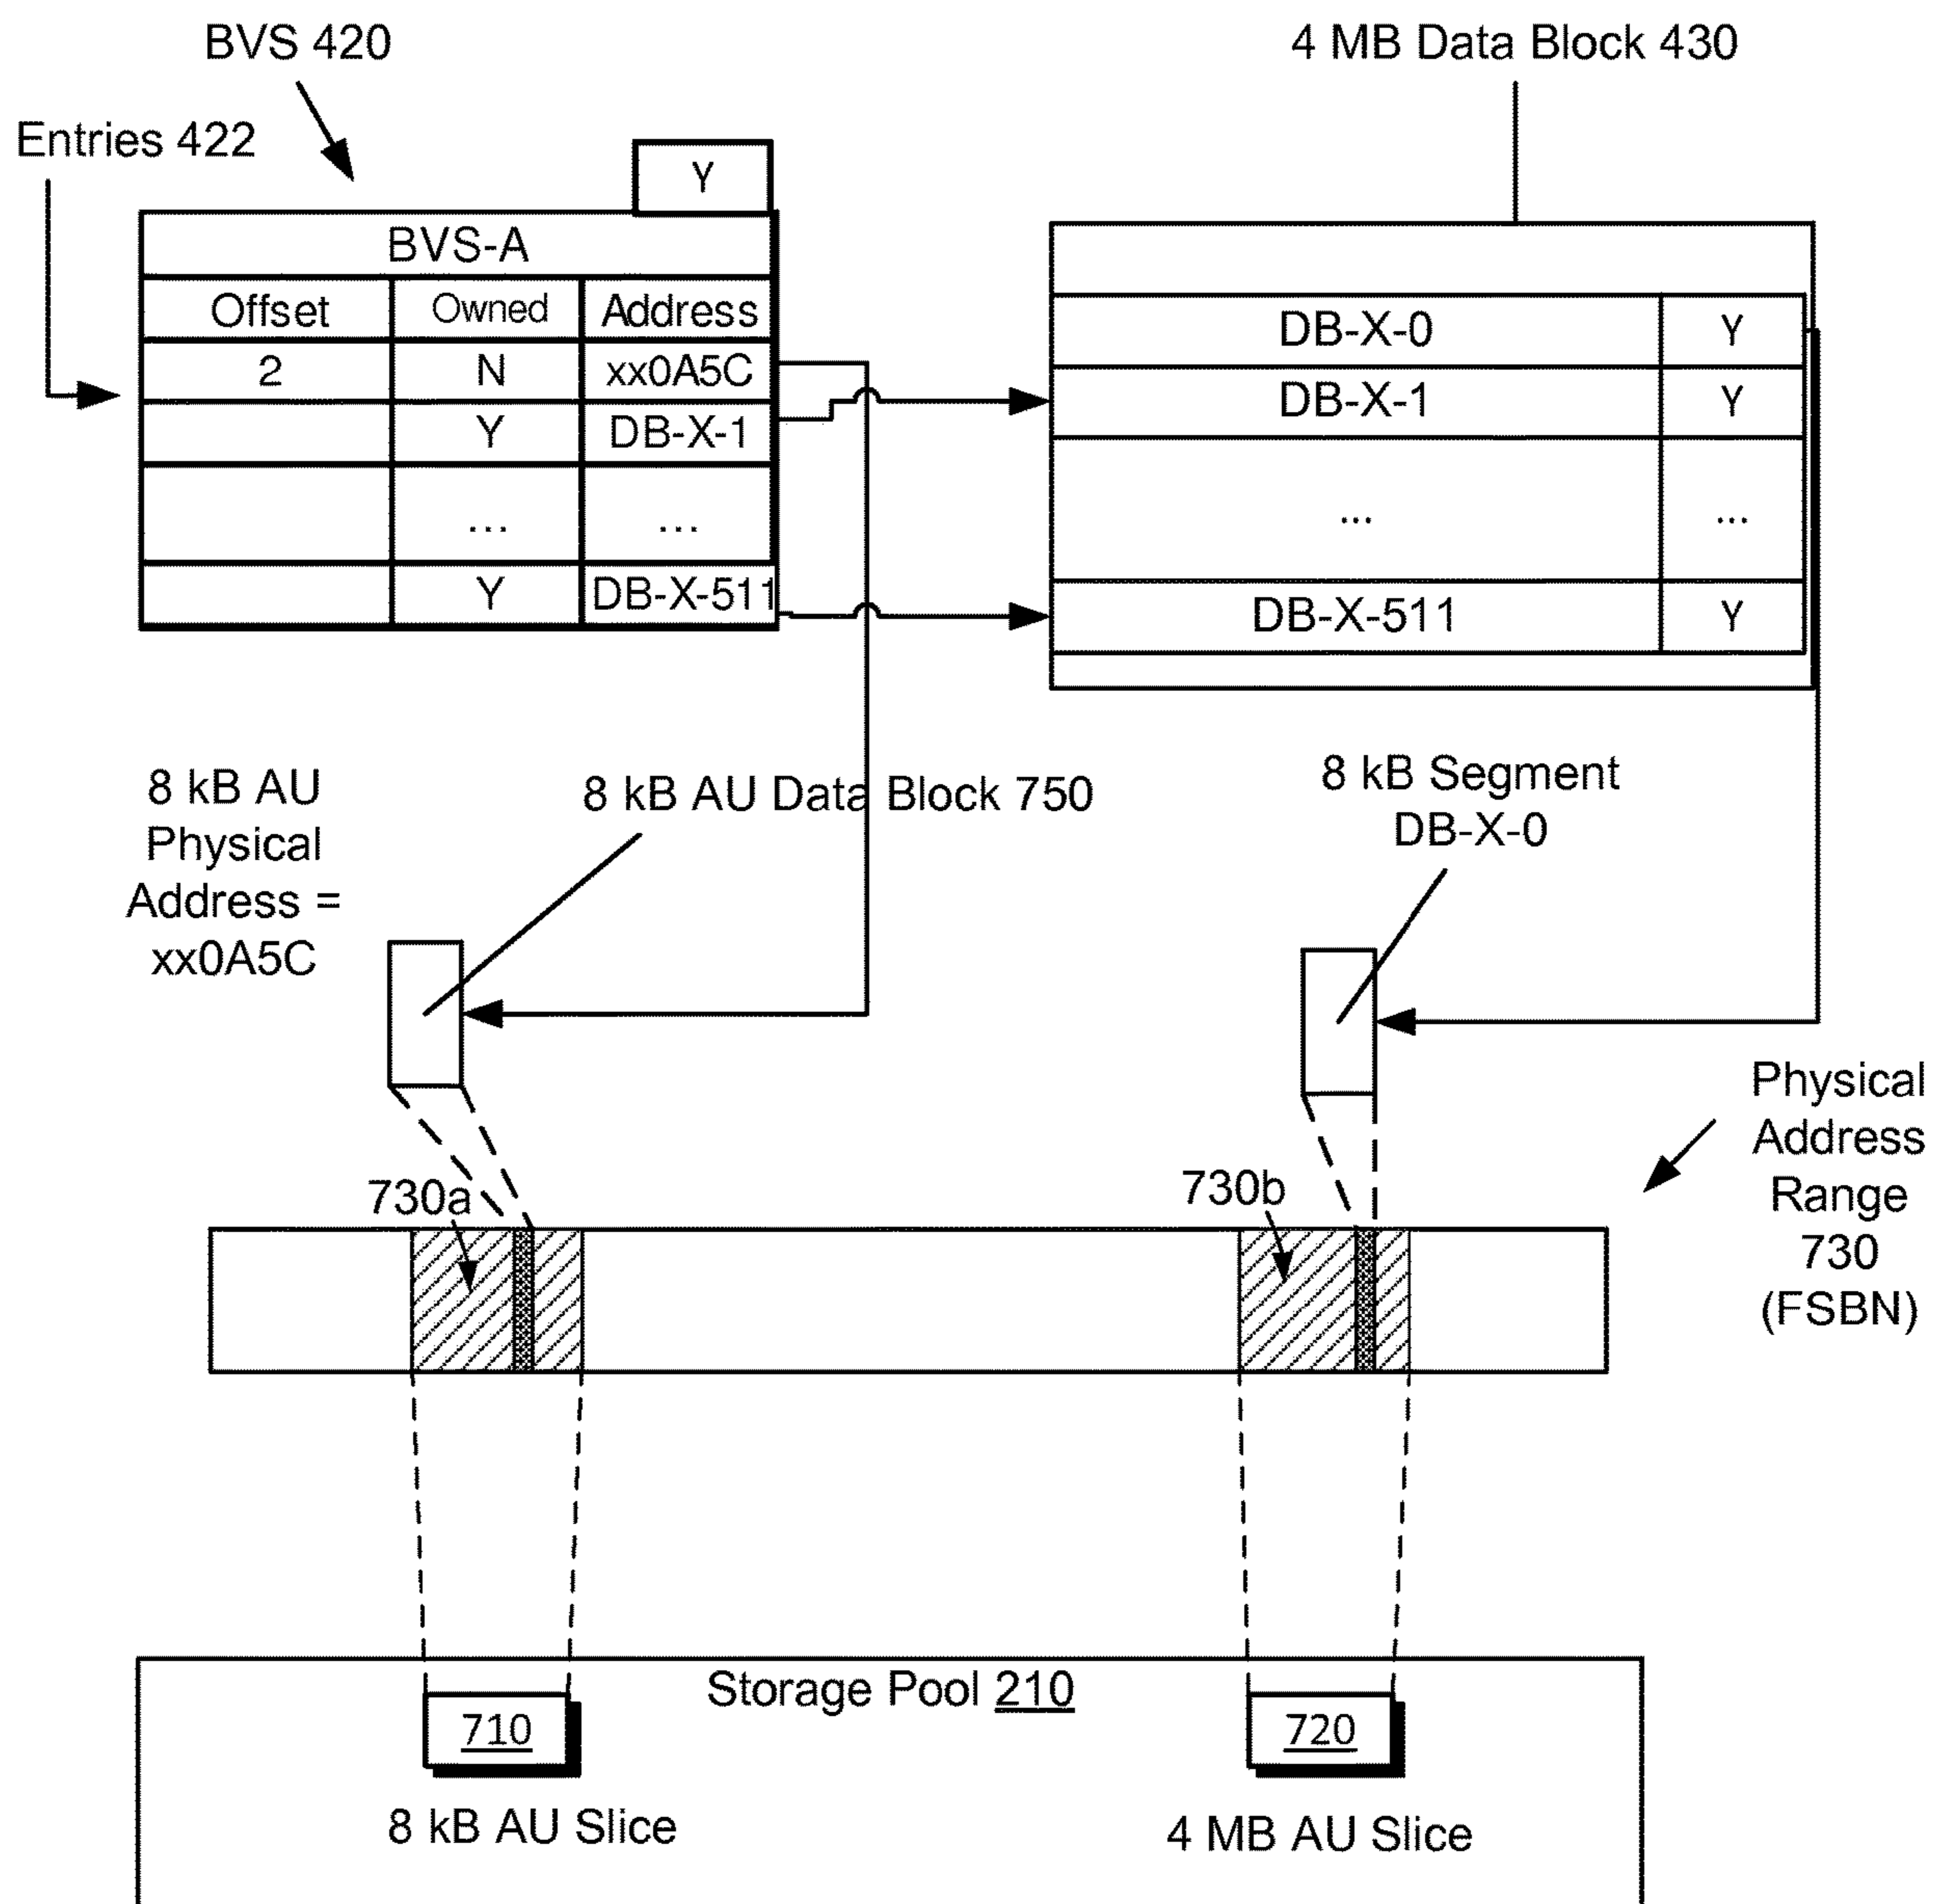 BVS 420
4 MB Data Block 430
Entries 422
Y
BVS-A
Offset Owned Address
2 N xx0A5C
Y DB-X-1
... ...
Y DB-X-511
DB-X-0 Y
DB-X-1 Y
... ...
DB-X-511 Y
8 kB AU
Physical
Address =
xx0A5C
8 kB AU Data Block 750
8 kB Segment
DB-X-0
Physical
Address
Range
730
(FSBN)
730a
730b
Storage Pool 210
710
720
8 kB AU Slice
4 MB AU Slice